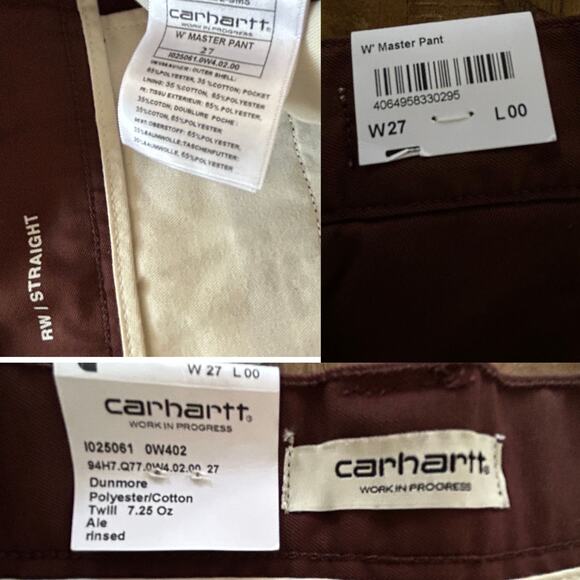 carhartt
WORK IN PROGRESS
W' MASTER PANT
27
I025061.0W4.02.00
OUTER SHELL:
65%POLYESTER, 35%COTTON; POCKET
LINING: 35%COTTON, 65%POLYESTER
FR: TISSU EXTERIEUR: 65% POLYESTER,
35%COTON; DOUBLURE POCHE:
35%COTON, 65%POLYESTER
OBERSTOFF: 65%POLYESTER,
35%BAUMWOLLE; TASCHENFUTTER:
35%BAUMWOLLE, 65%POLYESTER
RW / STRAIGHT
W' Master Pant
4064958330295
W27 L00
W 27 L 00
carhartt
WORK IN PROGRESS
I025061 0W402
94H7.Q77.0W4.02.00 27
Dunmore
Polyester/Cotton
Twill 7.25 Oz
Ale
rinsed
carhartt
WORK IN PROGRESS